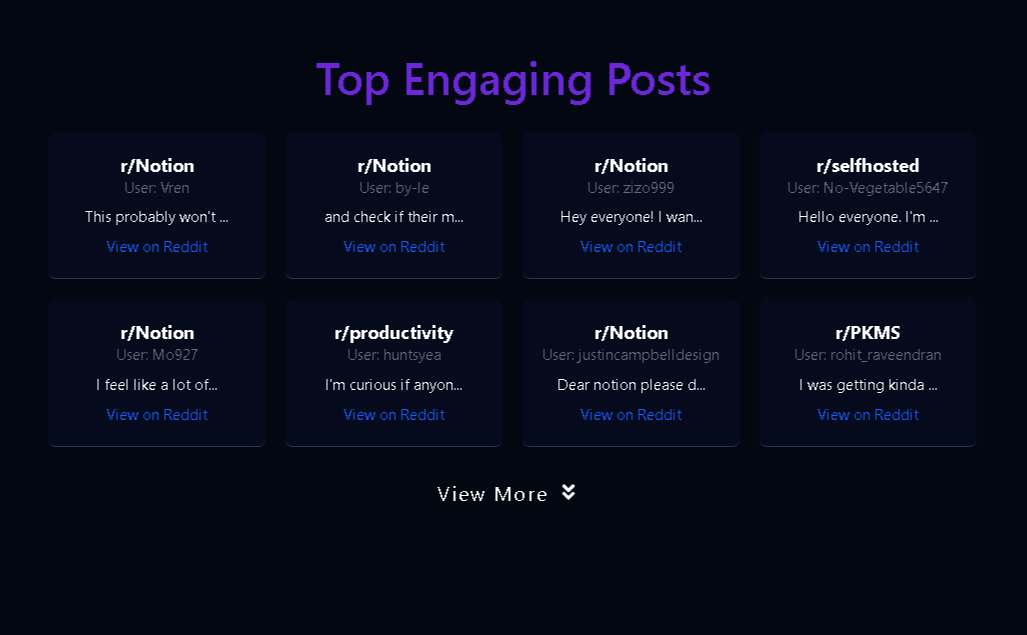 Top Engaging Posts
r/Notion
User: Vren
This probably won't ...
View on Reddit
r/Notion
User: by-le
and check if their m...
View on Reddit
r/Notion
User: zizo999
Hey everyone! I wan...
View on Reddit
r/selfhosted
User: No-Vegetable5647
Hello everyone. I'm ...
View on Reddit
r/Notion
User: Mo927
I feel like a lot of...
View on Reddit
r/productivity
User: huntsyea
I'm curious if anyon...
View on Reddit
r/Notion
User: justincampbelldesign
Dear notion please d...
View on Reddit
r/PKMS
User: rohit_raveendran
I was getting kinda ...
View on Reddit
View More